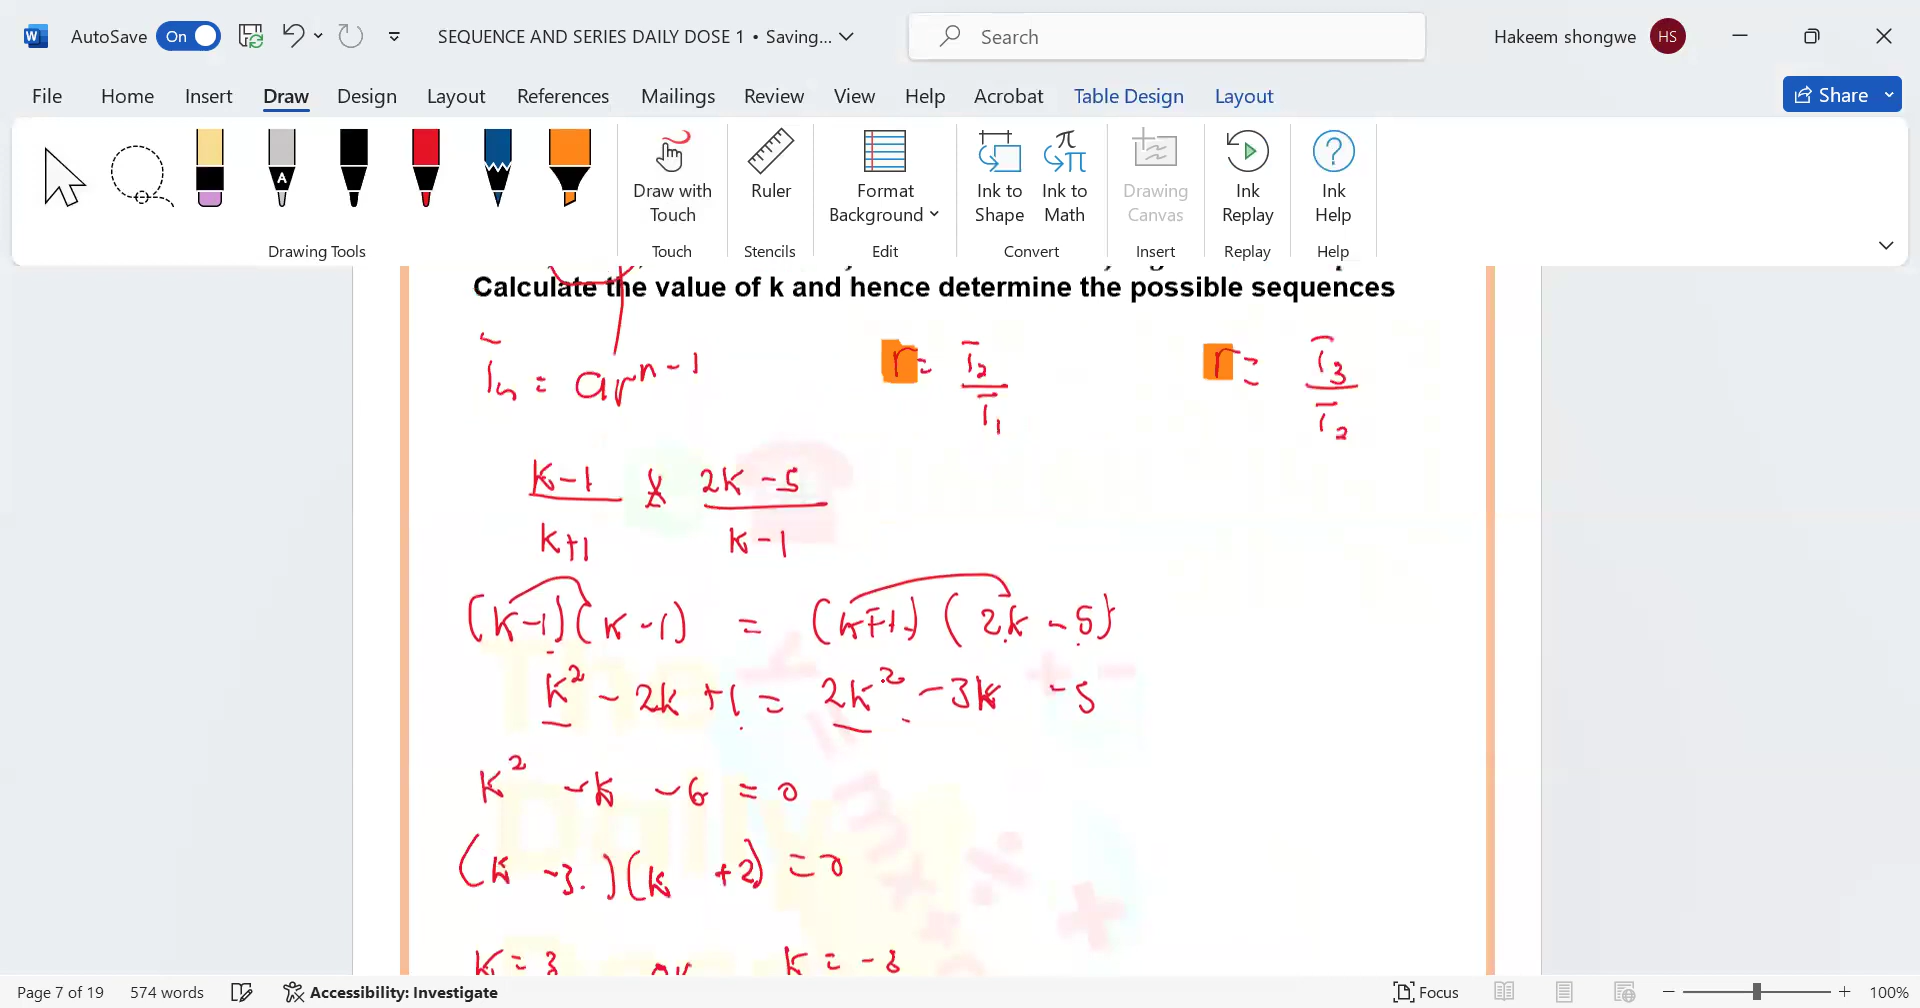 AutoSave On SEQUENCE AND SERIES DAILY DOSE 1 • Saving... Search Hakeem shongwe HS
File Home Insert Draw Design Layout References Mailings Review View Help Acrobat Table Design Layout Share
A
Draw with Touch Ruler Format Background Ink to Shape Ink to Math Drawing Canvas Ink Replay Ink Help
Drawing Tools Touch Stencils Edit Convert Insert Replay Help
Calculate the value of k and hence determine the possible sequences
Tn = ar^n-1 r = T2/T1 r = T3/T2
k-1/k+1 = 2k-5/k-1
(k-1)(k-1) = (k+1)(2k-5)
k² - 2k + 1 = 2k² - 3k - 5
k² - k - 6 = 0
(k - 3)(k + 2) = 0
k = 3 or k = -3
Page 7 of 19 574 words Accessibility: Investigate Focus 100%